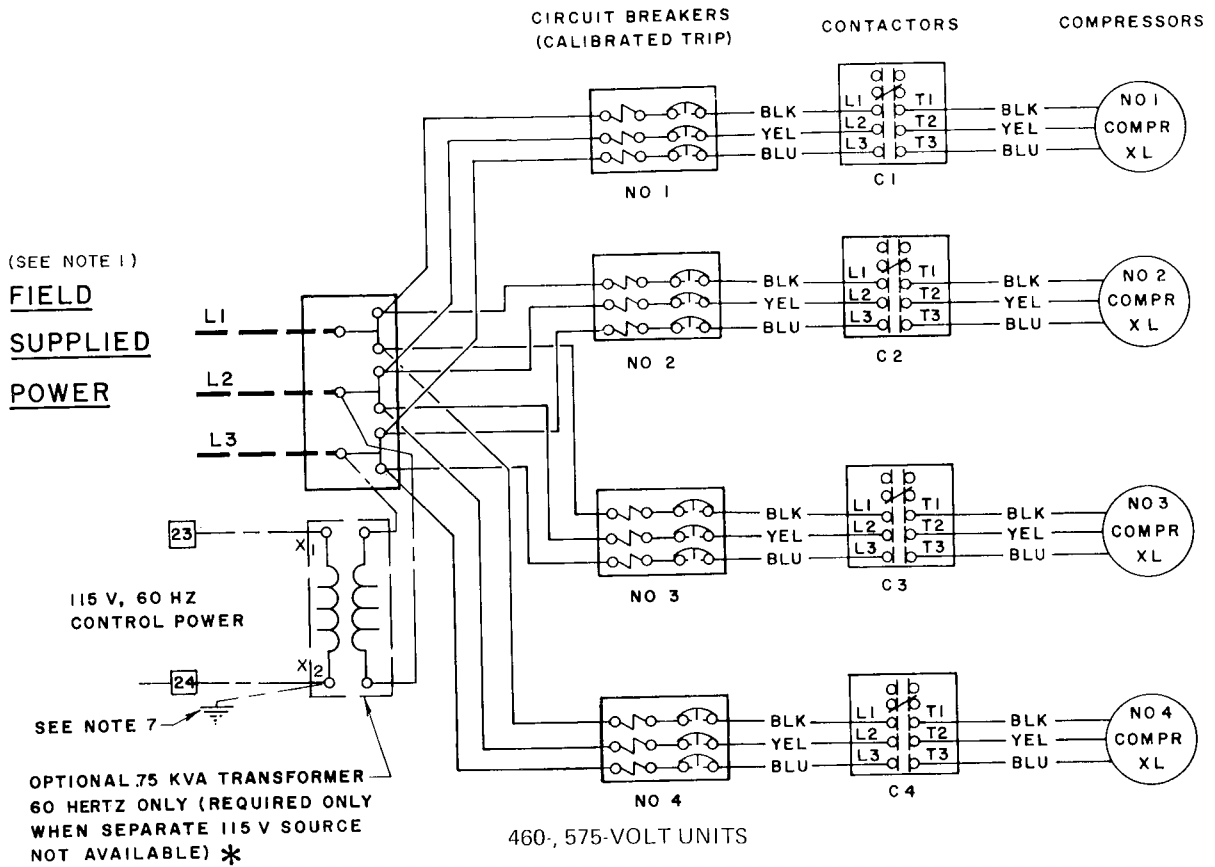 CIRCUIT BREAKERS
(CALIBRATED TRIP)
CONTACTORS
COMPRESSORS
L1
T1
L2
T2
L3
T3
BLK
YEL
BLU
BLK
YEL
BLU
NO 1
COMPR
XL
NO 1
C1
(SEE NOTE 1)
FIELD
SUPPLIED
POWER
L1
L2
L3
L1
T1
L2
T2
L3
T3
BLK
YEL
BLU
BLK
YEL
BLU
NO 2
COMPR
XL
NO 2
C2
L1
T1
L2
T2
L3
T3
BLK
YEL
BLU
BLK
YEL
BLU
NO 3
COMPR
XL
NO 3
C3
23
X1
115 V, 60 HZ
CONTROL POWER
X2
24
SEE NOTE 7
L1
T1
L2
T2
L3
T3
BLK
YEL
BLU
BLK
YEL
BLU
NO 4
COMPR
XL
NO 4
C4
OPTIONAL .75 KVA TRANSFORMER
60 HERTZ ONLY (REQUIRED ONLY
WHEN SEPARATE 115 V SOURCE
NOT AVAILABLE) *
460-, 575-VOLT UNITS